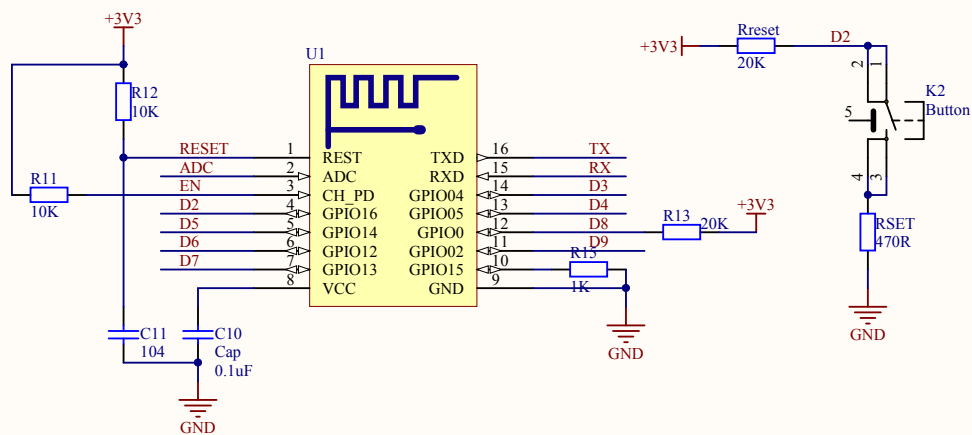 +3V3
U1
Rreset
D2
+3V3
20K
2
1
K2
Button
5
4
3
RSET
470R
GND
R12
10K
R11
10K
RESET
1
REST
TXD
16
TX
ADC
2
ADC
RXD
15
RX
EN
3
CH_PD
GPIO04
14
D3
D2
4
GPIO16
GPIO05
13
D4
D5
5
GPIO14
GPIO0
12
D8
R13
20K
+3V3
D6
6
GPIO12
GPIO02
11
D9
D7
7
GPIO13
GPIO15
10
R15
1K
8
VCC
GND
9
GND
C11
104
C10
Cap
0.1uF
GND